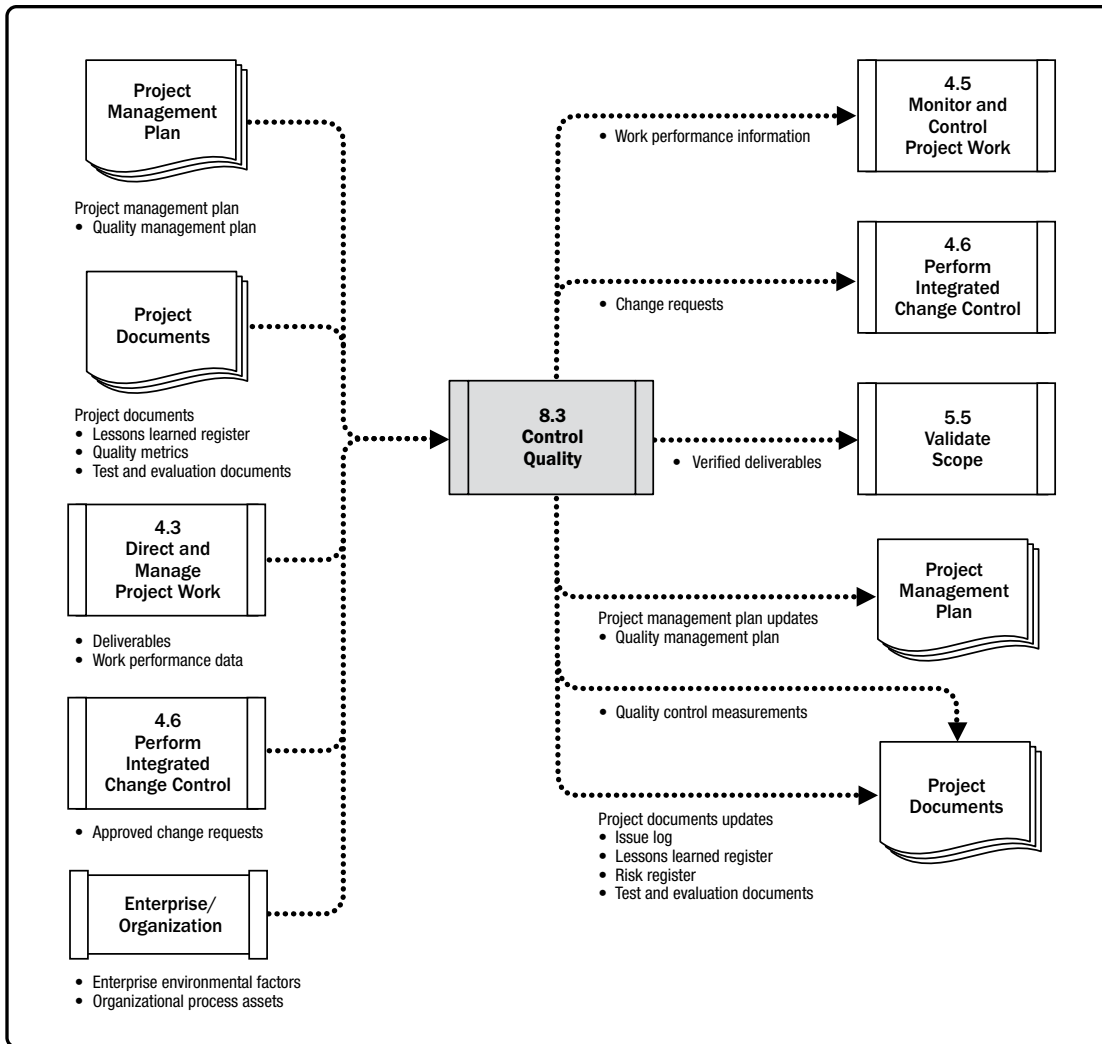 Project
Management
Plan
Project management plan
• Quality management plan
Project
Documents
Project documents
• Lessons learned register
• Quality metrics
• Test and evaluation documents
4.3
Direct and
Manage
Project Work
• Deliverables
• Work performance data
4.6
Perform
Integrated
Change Control
• Approved change requests
Enterprise/
Organization
• Enterprise environmental factors
• Organizational process assets
8.3
Control
Quality
• Work performance information
4.5
Monitor and
Control
Project Work
• Change requests
4.6
Perform
Integrated
Change Control
• Verified deliverables
5.5
Validate
Scope
Project management plan updates
• Quality management plan
Project
Management
Plan
• Quality control measurements
Project documents updates
• Issue log
• Lessons learned register
• Risk register
• Test and evaluation documents
Project
Documents